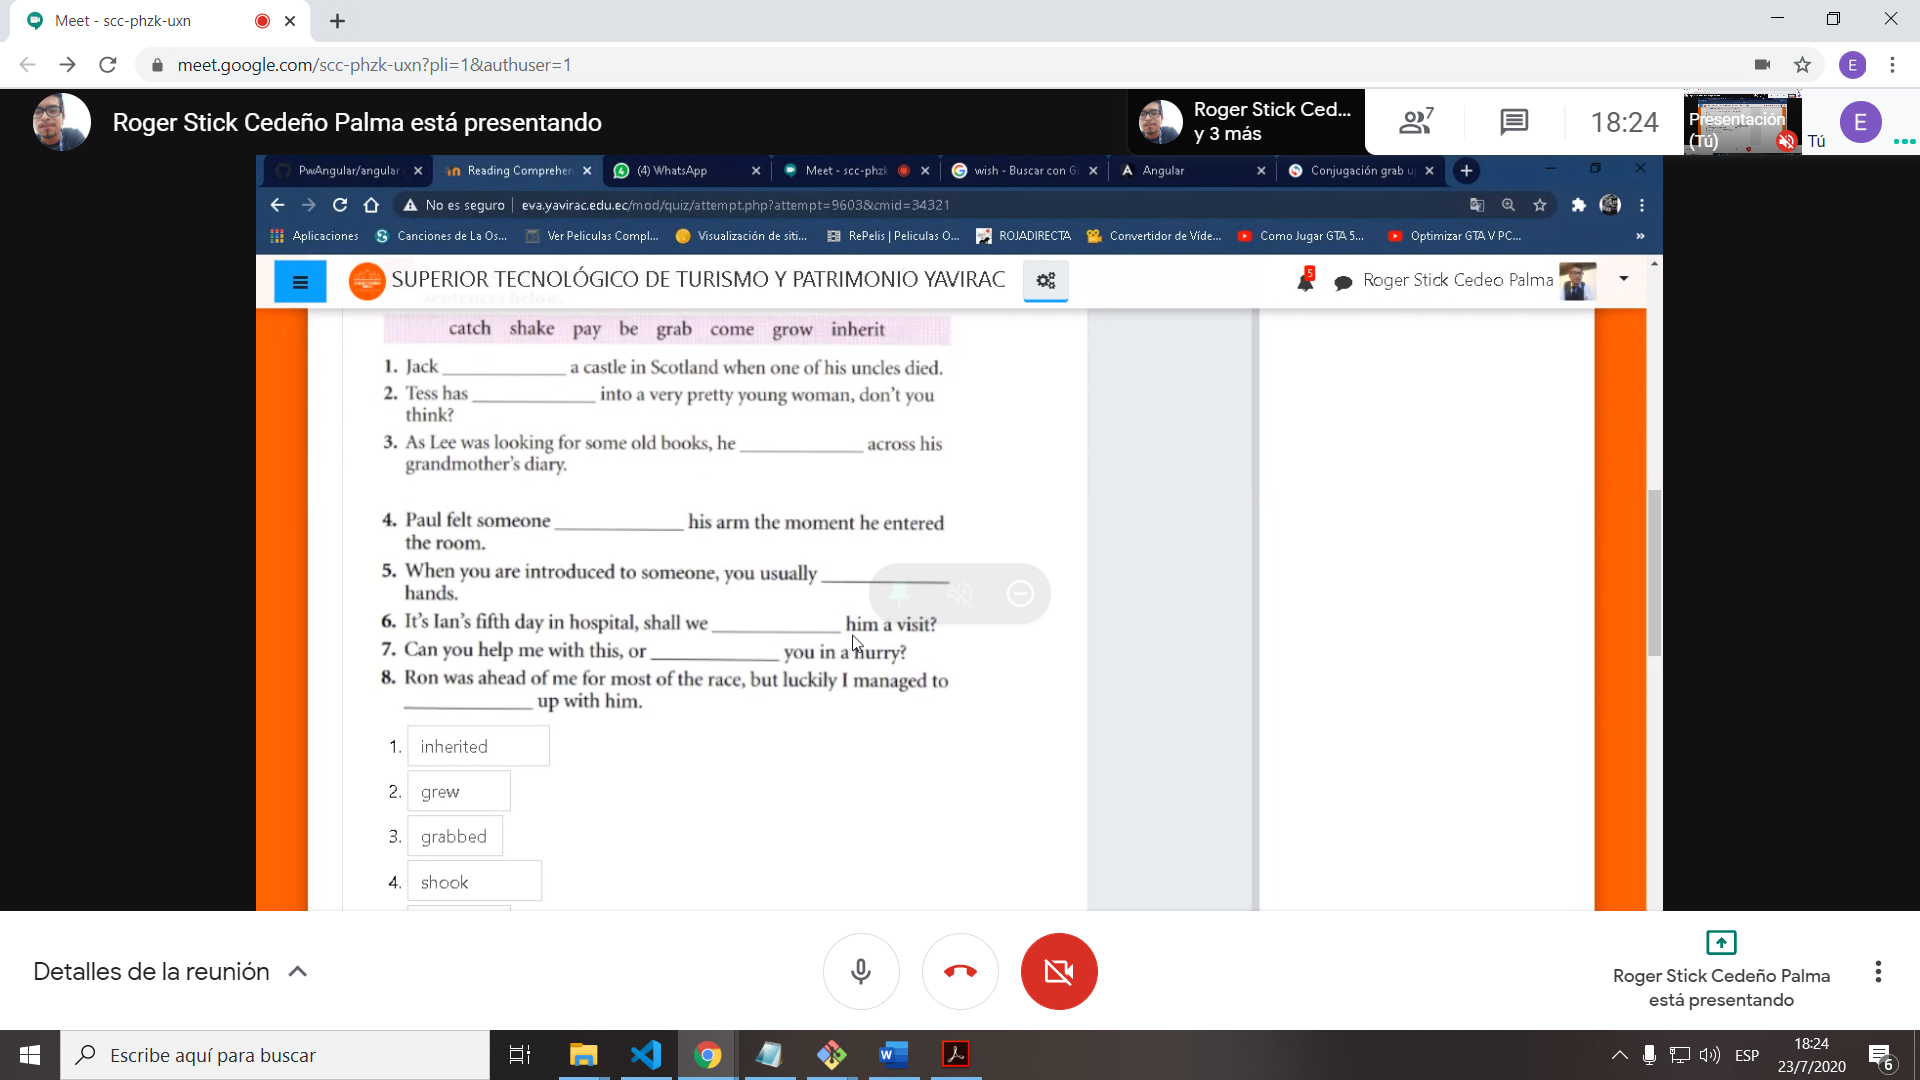 Meet - scc-phzk-uxn
meet.google.com/scc-phzk-uxn?pli=1&authuser=1
E
Roger Stick Cedeño Palma está presentando
Roger Stick Ced...
y 3 más
7
18:24
Presentación
(Tú)
Tú
E
PwAngular/angular
Reading Comprehen
(4) WhatsApp
Meet - scc-phzk
wish - Buscar con G
Angular
Conjugación grab u
No es seguro
eva.yavirac.edu.ec/mod/quiz/attempt.php?attempt=9603&cmid=34321
Aplicaciones
Canciones de La Os...
Ver Peliculas Compl...
Visualización de siti...
RePelis | Peliculas O...
ROJADIRECTA
Convertidor de Víde...
Como Jugar GTA 5...
Optimizar GTA V PC...
»
SUPERIOR TECNOLÓGICO DE TURISMO Y PATRIMONIO YAVIRAC
5
Roger Stick Cedeo Palma
sentences below.
catch shake pay be grab come grow inherit
1. Jack ____________ a castle in Scotland when one of his uncles died.
2. Tess has ____________ into a very pretty young woman, don't you
think?
3. As Lee was looking for some old books, he ____________ across his
grandmother's diary.
4. Paul felt someone ____________ his arm the moment he entered
the room.
5. When you are introduced to someone, you usually ____________
hands.
6. It's Ian's fifth day in hospital, shall we ____________ him a visit?
7. Can you help me with this, or ____________ you in a hurry?
8. Ron was ahead of me for most of the race, but luckily I managed to
____________ up with him.
1. inherited
2. grew
3. grabbed
4. shook
Detalles de la reunión
Roger Stick Cedeño Palma
está presentando
Escribe aquí para buscar
ESP
18:24
23/7/2020
6